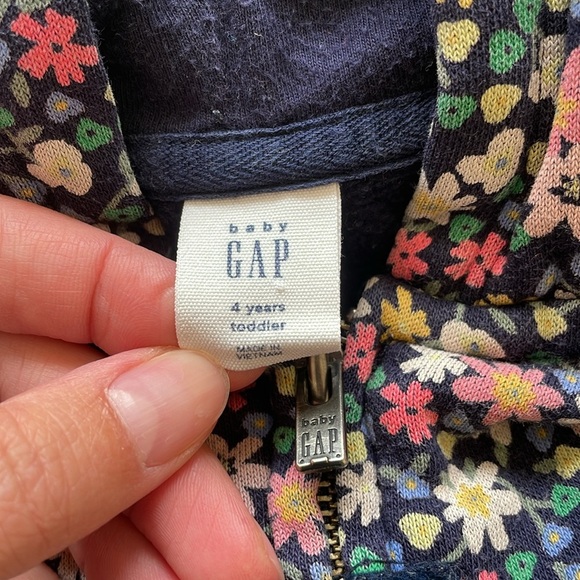 baby
GAP
4 years
toddler
MADE IN
VIETNAM
baby
GAP